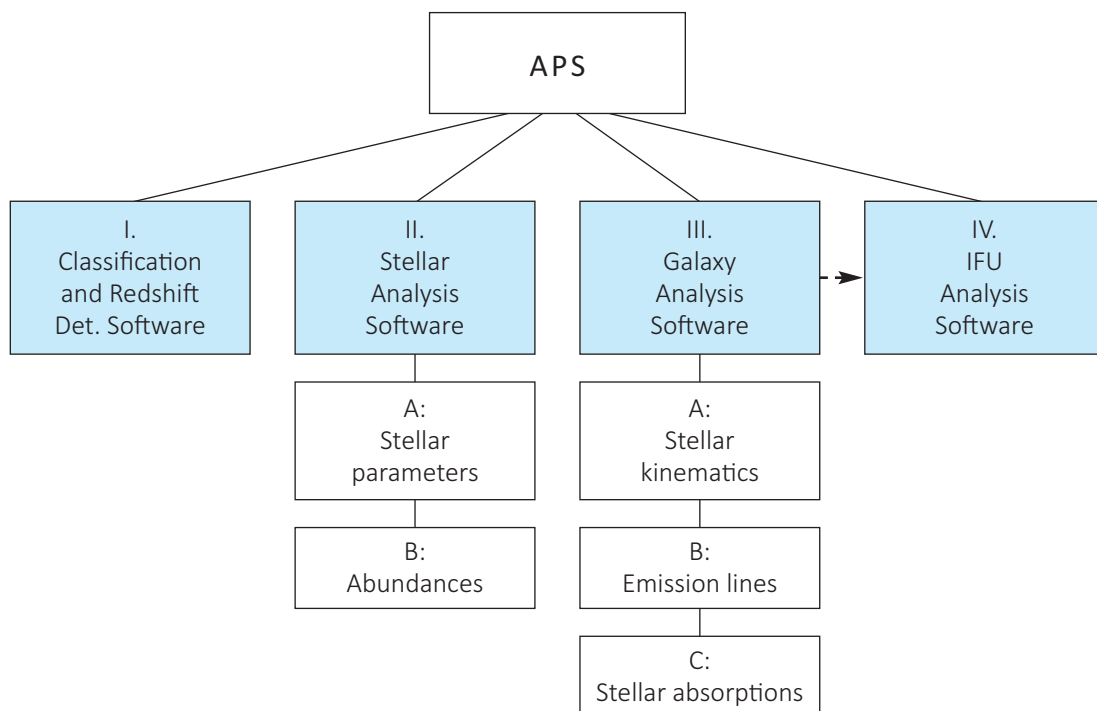 APS
I.
Classification
and Redshift
Det. Software
II.
Stellar
Analysis
Software
III.
Galaxy
Analysis
Software
IV.
IFU
Analysis
Software
A:
Stellar
parameters
B:
Abundances
A:
Stellar
kinematics
B:
Emission lines
C:
Stellar absorptions